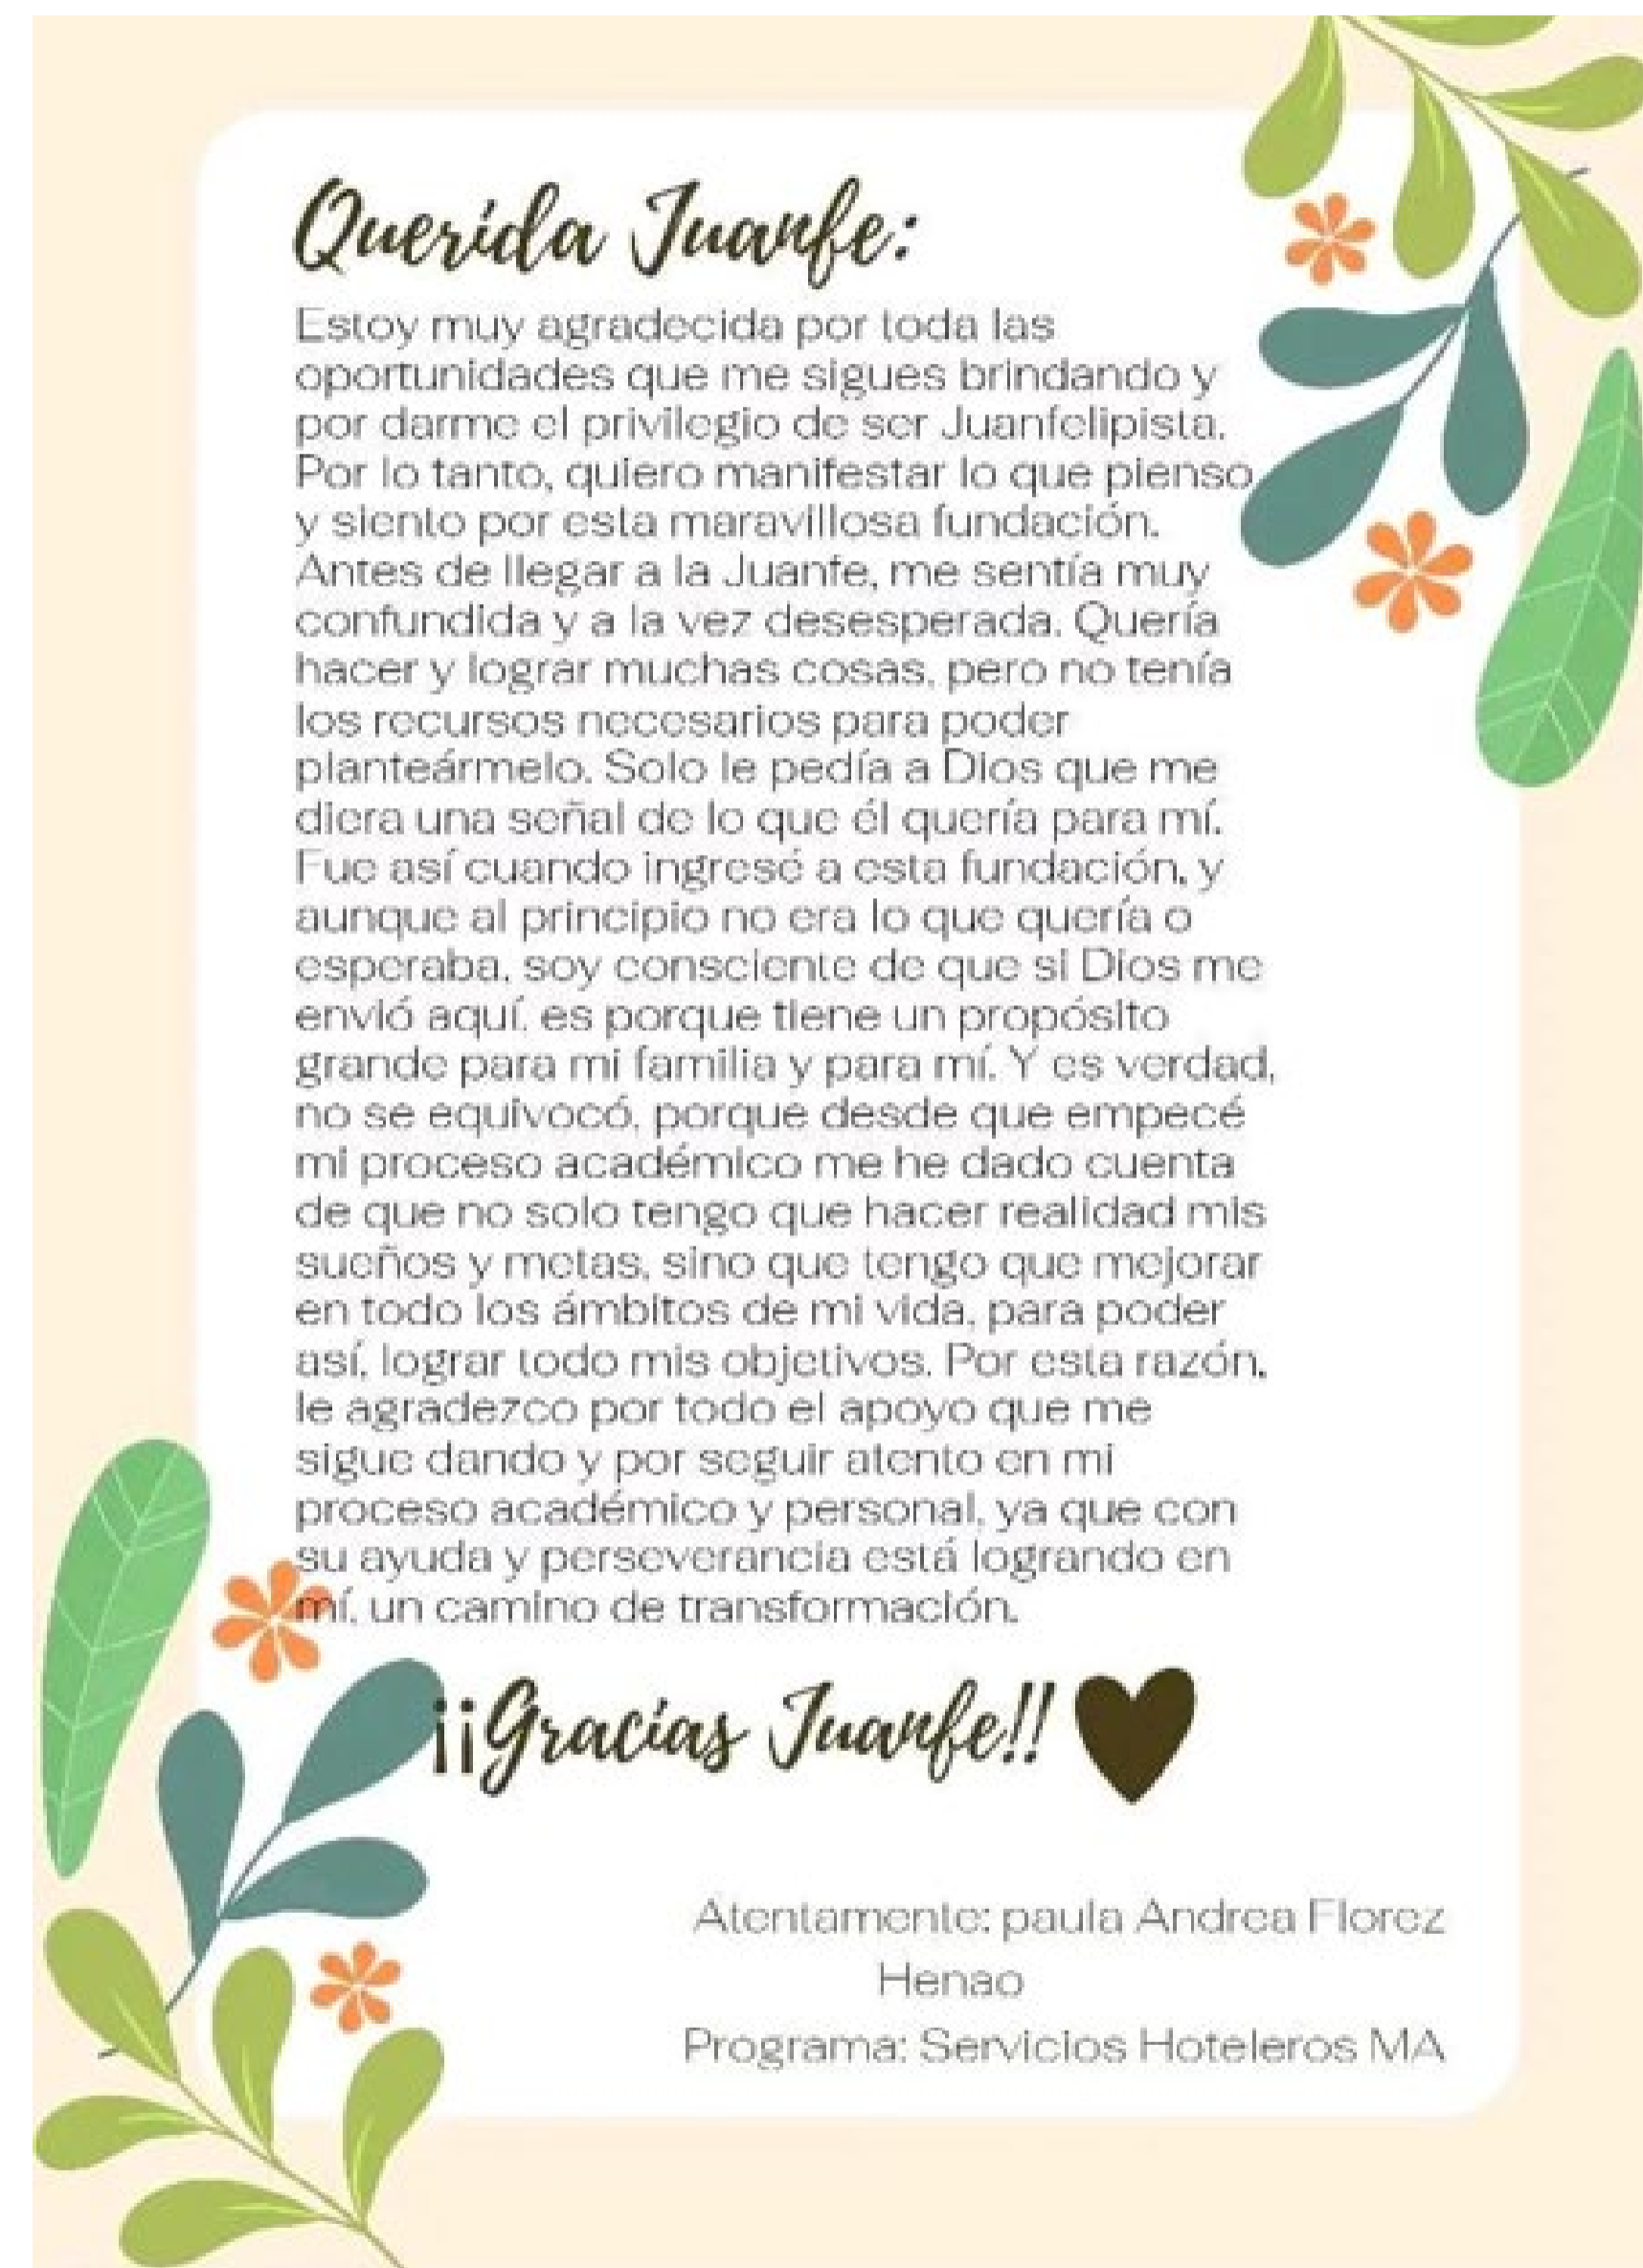 Querida Juanfe:
Estoy muy agradecida por toda las
oportunidades que me sigues brindando y
por darme el privilegio de ser Juanfelipista.
Por lo tanto, quiero manifestar lo que pienso
y siento por esta maravillosa fundación.
Antes de llegar a la Juanfe, me sentía muy
confundida y a la vez desesperada. Quería
hacer y lograr muchas cosas, pero no tenía
los recursos necesarios para poder
planteármelo. Solo le pedía a Dios que me
diera una señal de lo que él quería para mí.
Fue así cuando ingresé a esta fundación, y
aunque al principio no era lo que quería o
esperaba, soy consciente de que si Dios me
envió aquí, es porque tiene un propósito
grande para mi familia y para mí. Y es verdad,
no se equivocó, porque desde que empecé
mi proceso académico me he dado cuenta
de que no solo tengo que hacer realidad mis
sueños y metas, sino que tengo que mejorar
en todo los ámbitos de mi vida, para poder
así, lograr todo mis objetivos. Por esta razón,
le agradezco por todo el apoyo que me
sigue dando y por seguir atento en mi
proceso académico y personal, ya que con
su ayuda y perseverancia está logrando en
mí, un camino de transformación.
¡¡Gracias Juanfe!!
Atentamente: paula Andrea Florez
Henao
Programa: Servicios Hoteleros MA